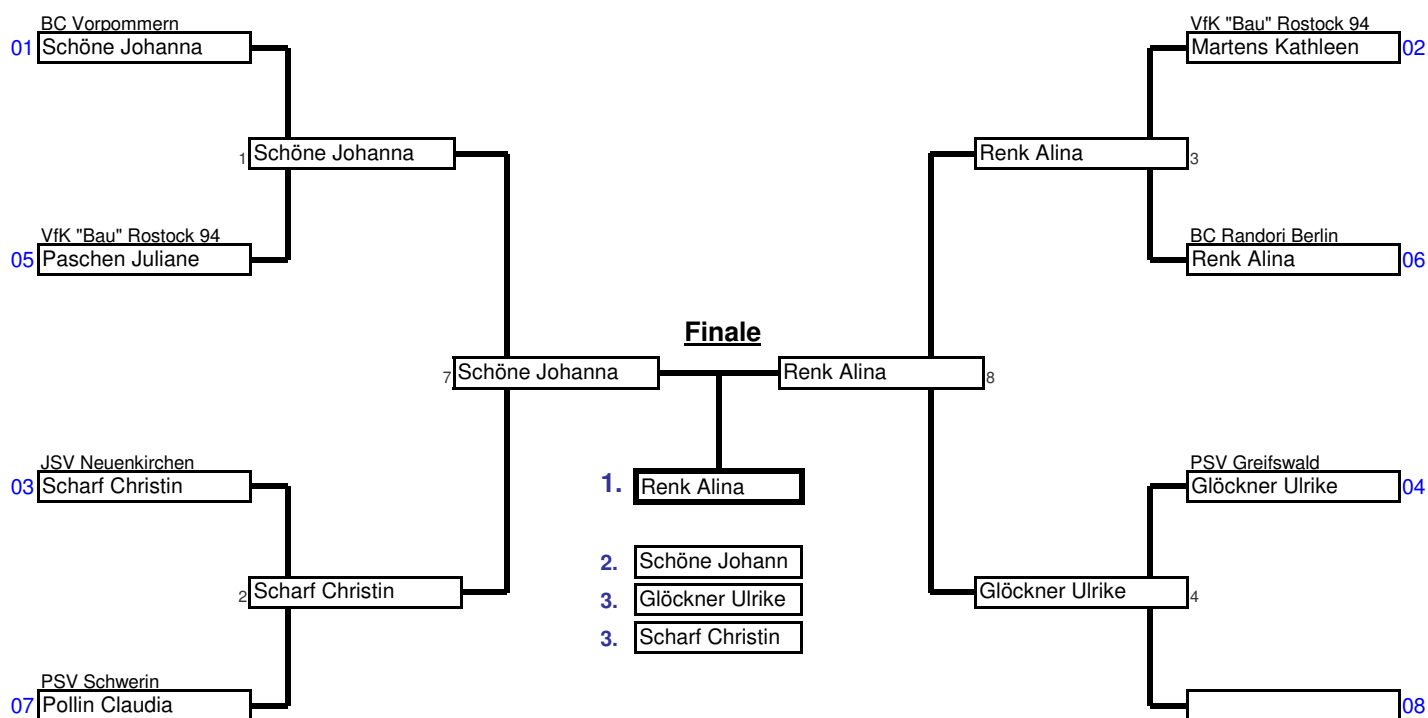 BC Vorpommern
01 Schöne Johanna
VfK "Bau" Rostock 94
Martens Kathleen 02
1 Schöne Johanna
Renk Alina 3
VfK "Bau" Rostock 94
05 Paschen Juliane
BC Randori Berlin
Renk Alina 06
Finale
7 Schöne Johanna
Renk Alina 8
JSV Neuenkirchen
03 Scharf Christin
1. Renk Alina
PSV Greifswald
Glöckner Ulrike 04
2. Schöne Johann
3. Glöckner Ulrike
3. Scharf Christin
2 Scharf Christin
Glöckner Ulrike 4
PSV Schwerin
07 Pollin Claudia
08